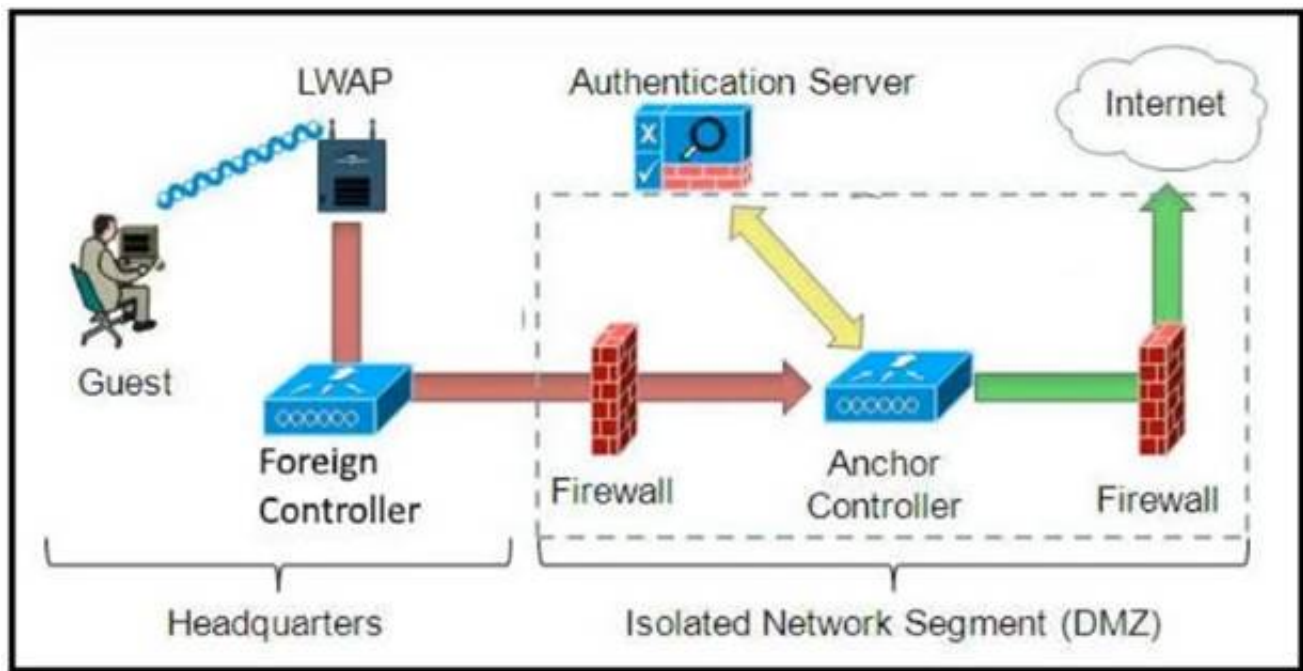 LWAP
Authentication Server
Internet
Guest
Foreign
Controller
Firewall
Anchor
Controller
Firewall
Headquarters
Isolated Network Segment (DMZ)